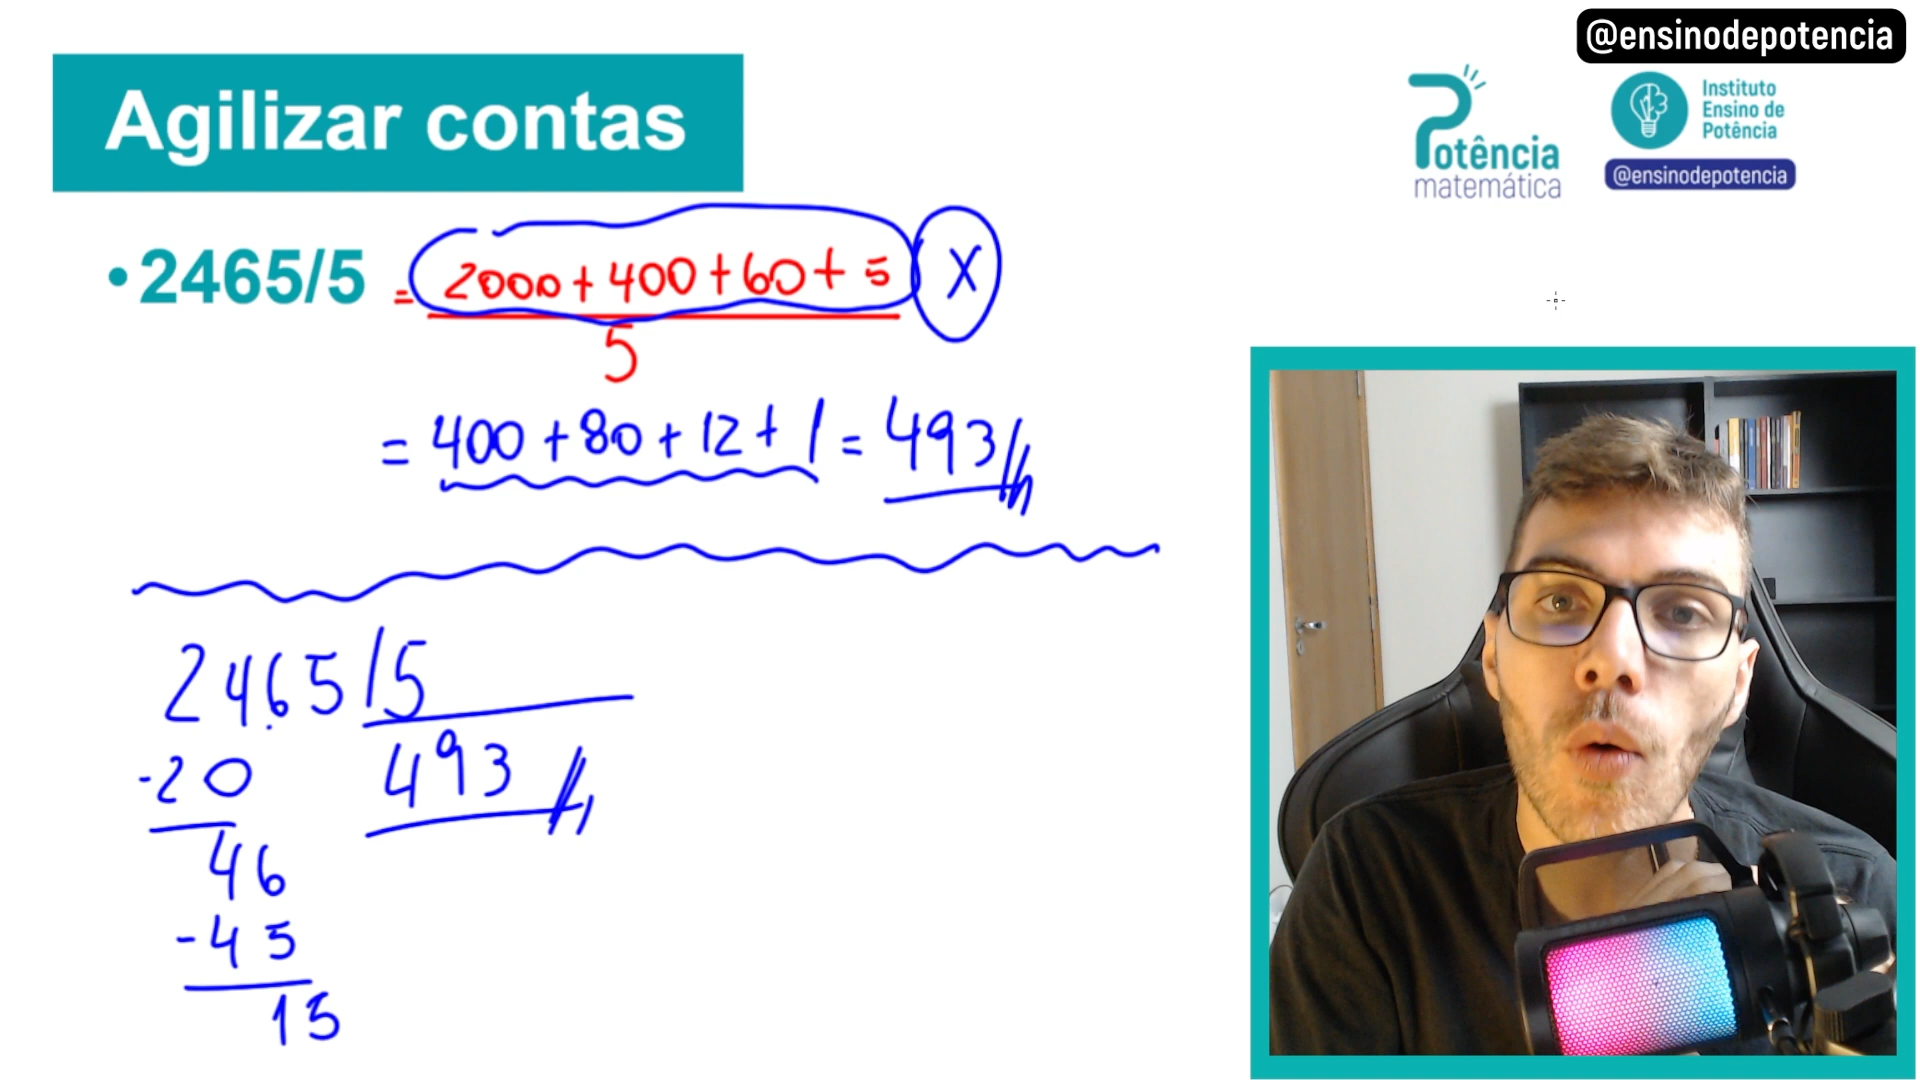 @ensinodepotencia
Agilizar contas
Potência
matemática
Instituto
Ensino de
Potência
@ensinodepotencia
•2465/5 = 2000+400+60+5 X
5
= 400+80+12+1 = 493
2465 5
-20 493
46
-45
15